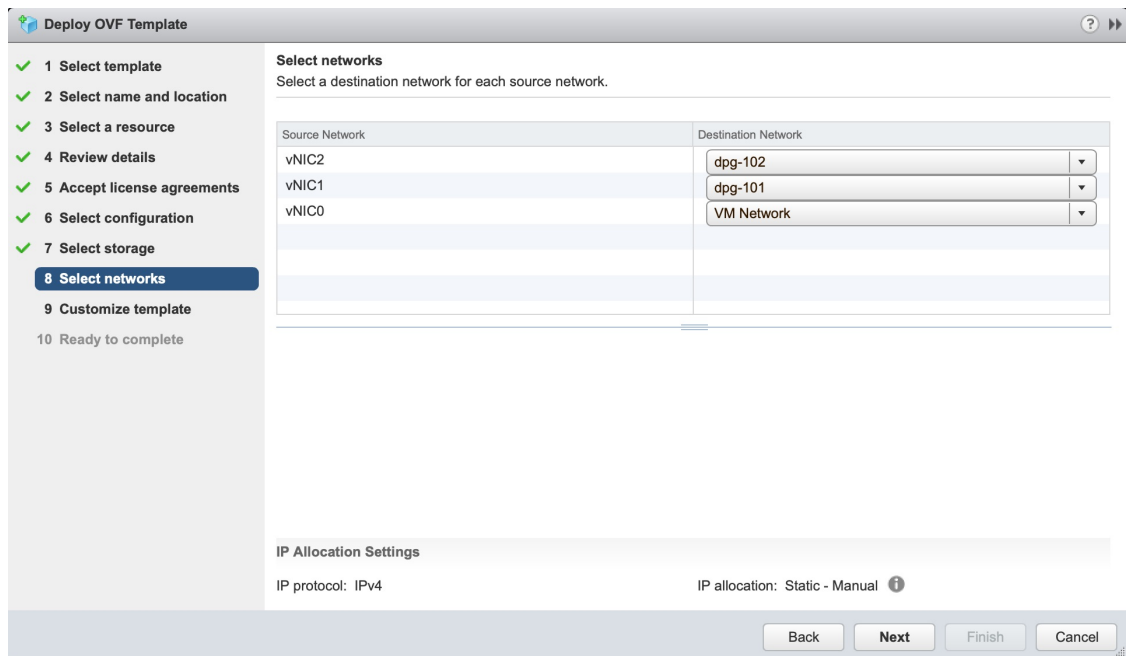 Deploy OVF Template
1 Select template
2 Select name and location
3 Select a resource
4 Review details
5 Accept license agreements
6 Select configuration
7 Select storage
8 Select networks
9 Customize template
10 Ready to complete
Select networks
Select a destination network for each source network.
Source Network Destination Network
vNIC2 dpg-102
vNIC1 dpg-101
vNIC0 VM Network
IP Allocation Settings
IP protocol: IPv4 IP allocation: Static - Manual
Back Next Finish Cancel